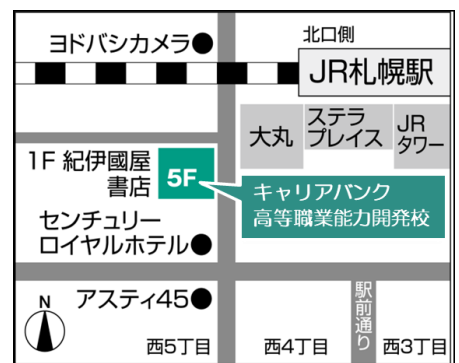 ヨドバシカメラ
北口側
JR札幌駅
大丸
ステラ
プレイス
JR
タワー
1F 紀伊國屋
書店
5F
キャリアバンク
高等職業能力開発校
センチュリー
ロイヤルホテル
N
アスティ45
駅前通り
西5丁目
西4丁目
西3丁目